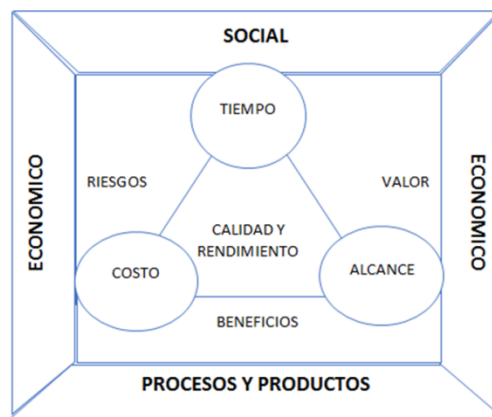 SOCIAL
TIEMPO
ECONOMICO
RIESGOS
VALOR
ECONOMICO
CALIDAD Y
RENDIMIENTO
COSTO
ALCANCE
BENEFICIOS
PROCESOS Y PRODUCTOS